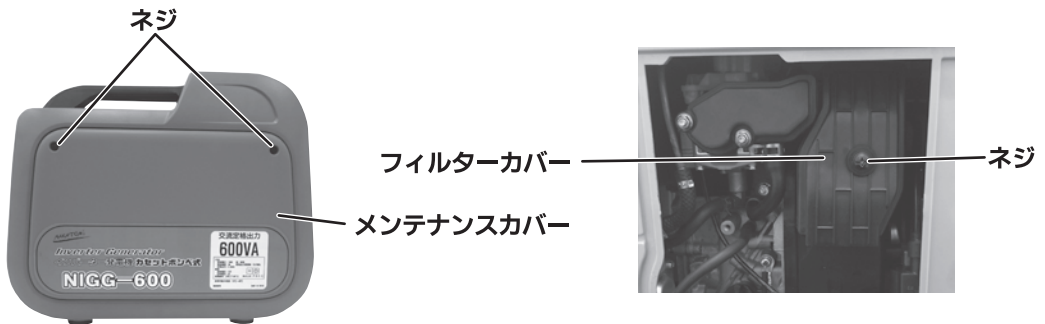 ネジ
フィルターカバー
ネジ
メンテナンスカバー
交流定格出力
600VA
Inverter Generator
カセットボンベ式
NIGG-600